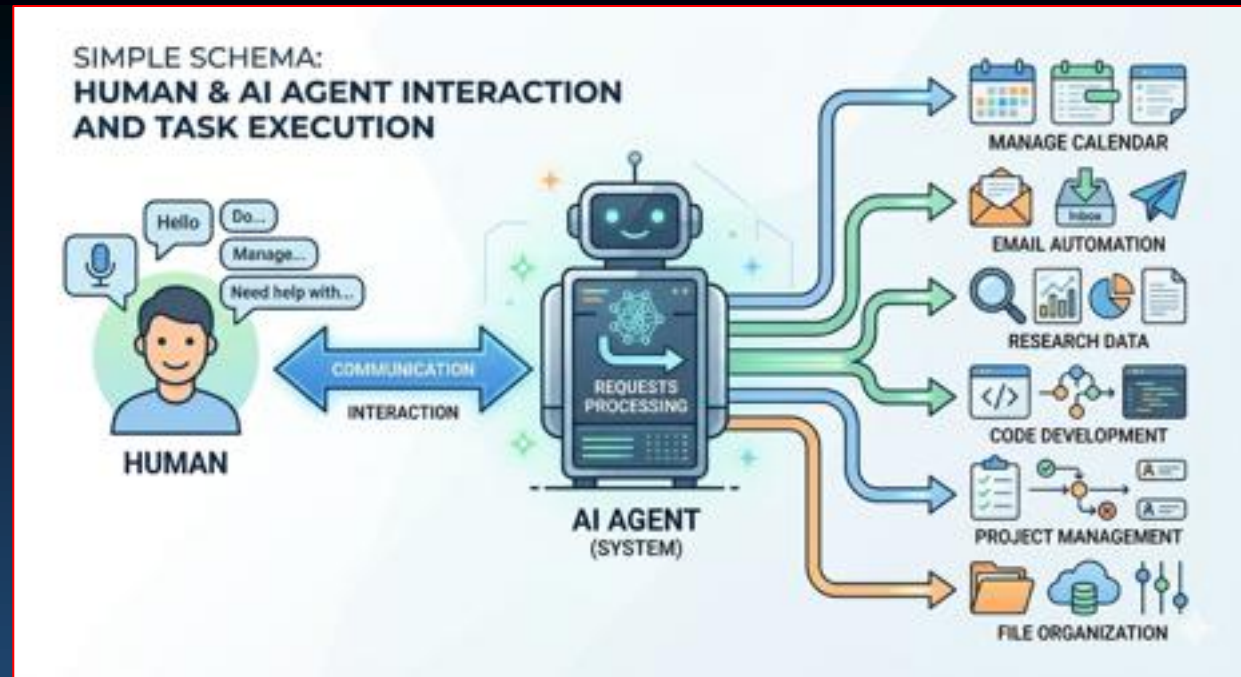 SIMPLE SCHEMA:
HUMAN & AI AGENT INTERACTION
AND TASK EXECUTION
Hello
Do...
Manage...
Need help with...
HUMAN
COMMUNICATION
INTERACTION
REQUESTS
PROCESSING
AI AGENT
(SYSTEM)
MANAGE CALENDAR
Inbox
EMAIL AUTOMATION
RESEARCH DATA
</>
CODE DEVELOPMENT
A
A
PROJECT MANAGEMENT
FILE ORGANIZATION